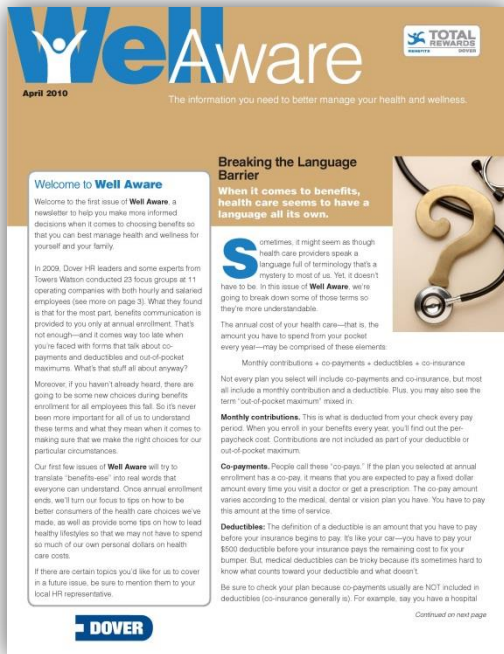 Well Aware
TOTAL
REWARDS
BENEFITS DOVER
April 2010
The information you need to better manage your health and wellness.
Welcome to Well Aware
Welcome to the first issue of Well Aware, a
newsletter to help you make more informed
decisions when it comes to choosing benefits so
that you can best manage health and wellness for
yourself and your family.
In 2009, Dover HR leaders and some experts from
Towers Watson conducted 23 focus groups at 11
operating companies with both hourly and salaried
employees (see more on page 3). What they found
is that for the most part, benefits communication is
provided to you only at annual enrollment. That's
not enough—and it comes way too late when
you're faced with forms that talk about co-
payments and deductibles and out-of-pocket
maximums. What's that stuff all about anyway?
Moreover, if you haven't already heard, there are
going to be some new choices during benefits
enrollment for all employees this fall. So it's never
been more important for all of us to understand
these terms and what they mean when it comes to
making sure that we make the right choices for our
particular circumstances.
Our first few issues of Well Aware will try to
translate "benefits-ese" into real words that
everyone can understand. Once annual enrollment
ends, we'll turn our focus to tips on how to be
better consumers of the health care choices we've
made, as well as provide some tips on how to lead
healthy lifestyles so that we may not have to spend
so much of our own personal dollars on health
care costs.
If there are certain topics you'd like for us to cover
in a future issue, be sure to mention them to your
local HR representative.
Breaking the Language
Barrier
When it comes to benefits,
health care seems to have a
language all its own.
Sometimes, it might seem as though
health care providers speak a
language full of terminology that's a
mystery to most of us. Yet, it doesn't
have to be. In this issue of Well Aware, we're
going to break down some of those terms so
they're more understandable.
The annual cost of your health care—that is, the
amount you have to spend from your pocket
every year—may be comprised of these elements:
Monthly contributions + co-payments + deductibles + co-insurance
Not every plan you select will include co-payments and co-insurance, but most
all include a monthly contribution and a deductible. Plus, you may also see the
term "out-of-pocket maximum" mixed in.
Monthly contributions. This is what is deducted from your check every pay
period. When you enroll in your benefits every year, you'll find out the per-
paycheck cost. Contributions are not included as part of your deductible or
out-of-pocket maximum.
Co-payments. People call these "co-pays." If the plan you selected at annual
enrollment has a co-pay, it means that you are expected to pay a fixed dollar
amount every time you visit a doctor or get a prescription. The co-pay amount
varies according to the medical, dental or vision plan you have. You have to pay
this amount at the time of service.
Deductibles: The definition of a deductible is an amount that you have to pay
before your insurance begins to pay. It's like your car—you have to pay your
$500 deductible before your insurance pays the remaining cost to fix your
bumper. But, medical deductibles can be tricky because it's sometimes hard to
know what counts toward your deductible and what doesn't.
Be sure to check your plan because co-payments usually are NOT included in
deductibles (co-insurance generally is). For example, say you have a hospital
Continued on next page
DOVER